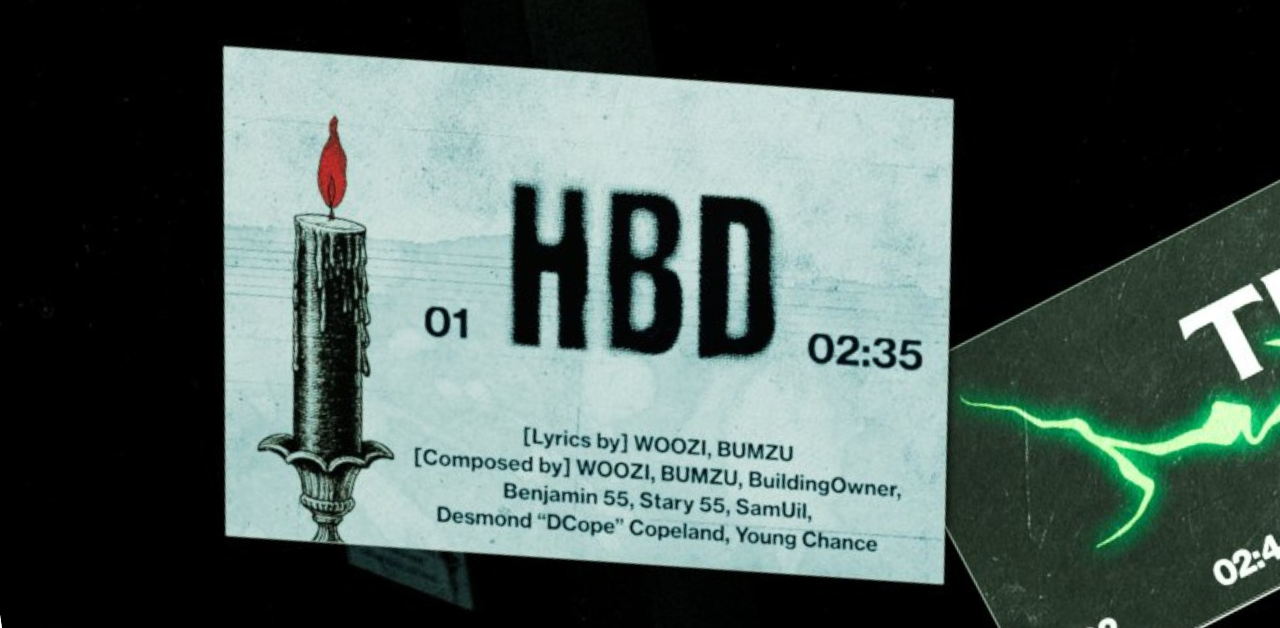 HBD
01
02:35
[Lyrics by] WOOZI, BUMZU
[Composed by] WOOZI, BUMZU, BuildingOwner,
Benjamin 55, Stary 55, SamUil,
Desmond “DCope” Copeland, Young Chance